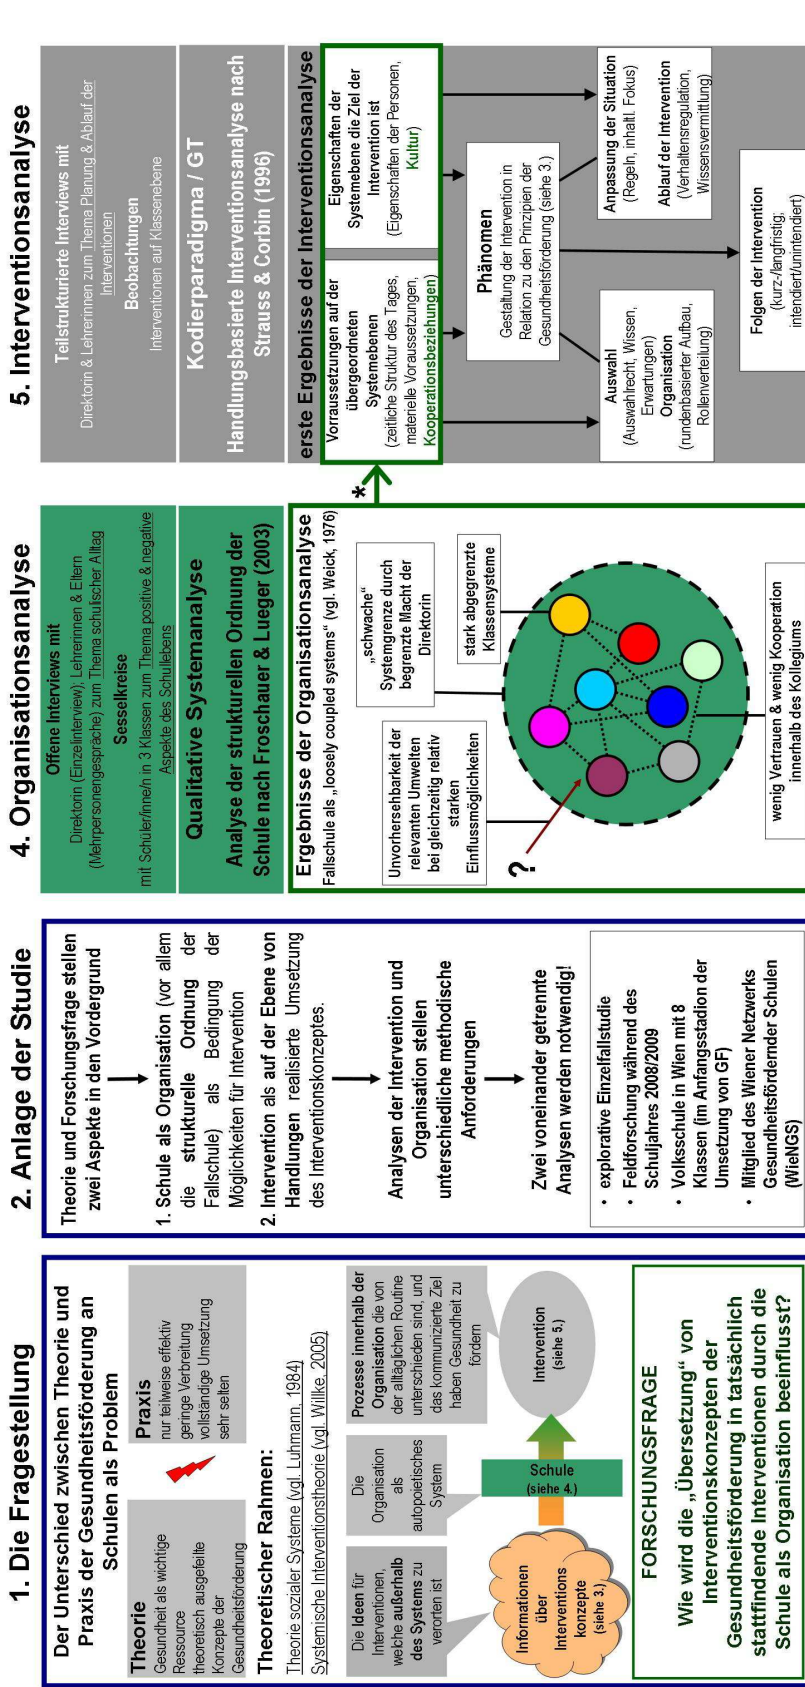 1. Die Fragestellung
Der Unterschied zwischen Theorie und
Praxis der Gesundheitsförderung an
Schulen als Problem
Theorie
Gesundheit als wichtige
Ressource
theoretisch ausgefeilte
Konzepte der
Gesundheitsförderung
Praxis
nur teilweise effektiv
geringe Verbreitung
vollständige Umsetzung
sehr selten
Theoretischer Rahmen:
Theorie sozialer Systeme (vgl. Luhmann, 1984)
Systemische Interventionstheorie (vgl. Willke, 2005)
Die Ideen für
Interventionen,
welche außerhalb
des Systems zu
verorten ist
Die
Organisation
als
autopoietisches
System
Prozesse innerhalb der
Organisation die von
der alltäglichen Routine
unterschieden sind, und
das kommunizierte Ziel
haben Gesundheit zu
fördern
Informationen
über
Interventions
konzepte
(siehe 3.)
Schule
(siehe 4.)
Intervention
(siehe 5.)
FORSCHUNGSFRAGE
Wie wird die „Übersetzung“ von
Interventionskonzepten der
Gesundheitsförderung in tatsächlich
stattfindende Interventionen durch die
Schule als Organisation beeinflusst?
2. Anlage der Studie
Theorie und Forschungsfrage stellen
zwei Aspekte in den Vordergrund
1. Schule als Organisation (vor allem
die strukturelle Ordnung der
Fallschule) als Bedingung der
Möglichkeiten für Intervention
2. Intervention als auf der Ebene von
Handlungen realisierte Umsetzung
des Interventionskonzeptes.
Analysen der Intervention und
Organisation stellen
unterschiedliche methodische
Anforderungen
Zwei voneinander getrennte
Analysen werden notwendig!
• explorative Einzelfallstudie
• Feldforschung während des
Schuljahres 2008/2009
• Volksschule in Wien mit 8
Klassen (im Anfangsstadion der
Umsetzung von GF)
• Mitglied des Wiener Netzwerks
Gesundheitsfördernder Schulen
(WieNGS)
4. Organisationsanalyse
Offene Interviews mit
Direktorin (Einzelinterview), Lehrerinnen & Eltern
(Mehrpersonengespräche) zum Thema schulischer Alltag
Sesselkreise
mit Schüler/inne/n in 3 Klassen zum Thema positive & negative
Aspekte des Schullebens
Qualitative Systemanalyse
Analyse der strukturellen Ordnung der
Schule nach Froschauer & Lueger (2003)
Ergebnisse der Organisationsanalyse
Fallschule als „loosely coupled systems“ (vgl. Weick, 1976)
Unvorhersehbarkeit der
relevanten Umwelten
bei gleichzeitig relativ
starken
Einflussmöglichkeiten
„schwache“
Systemgrenze durch
begrenzte Macht der
Direktorin
stark abgegrenzte
Klassensysteme
?
wenig Vertrauen & wenig Kooperation
innerhalb des Kollegiums
*
5. Interventionsanalyse
Teilstrukturierte Interviews mit
Direktorin & Lehrerinnen zum Thema Planung & Ablauf der
Interventionen
Beobachtungen
Interventionen auf Klassenebene
Kodierparadigma / GT
Handlungsbasierte Interventionsanalyse nach
Strauss & Corbin (1996)
erste Ergebnisse der Interventionsanalyse
Vorraussetzungen auf der
übergeordneten
Systemebenen
(zeitliche Struktur des Tages,
materielle Voraussetzungen,
Kooperationsbeziehungen)
Eigenschaften der
Systemebene die Ziel der
Intervention ist
(Eigenschaften der Personen,
Kultur)
Phänomen
Gestaltung der Intervention in
Relation zu den Prinzipien der
Gesundheitsförderung (siehe 3.)
Auswahl
(Auswahlrecht, Wissen,
Erwartungen)
Organisation
(rundenbasierter Aufbau,
Rollenverteilung)
Anpassung der Situation
(Regeln, inhaltl. Fokus)
Ablauf der Intervention
(Verhaltensregulation,
Wissensvermittlung)
Folgen der Intervention
(kurz-/langfristig;
intendiert/unintendiert)